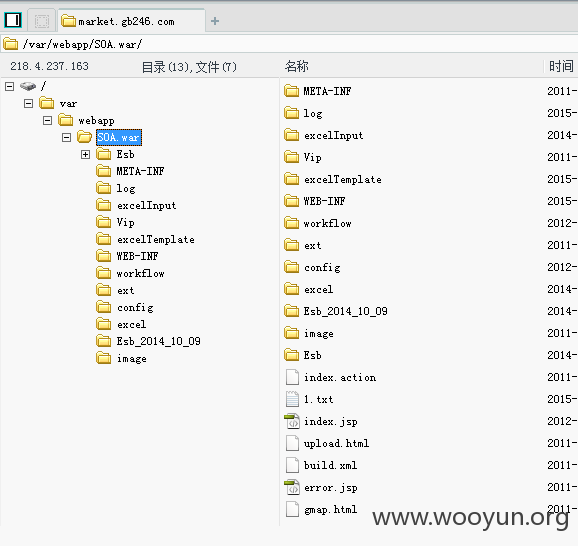 market.gb246.com
/var/webapp/SOA.war/
218.4.237.163 目录(13),文件(7) 名称 时间
/
var
webapp
SOA.war
Esb
META-INF
log
excelInput
Vip
excelTemplate
WEB-INF
workflow
ext
config
excel
Esb_2014_10_09
image
META-INF 2011-
log 2015-
excelInput 2014-
Vip 2011-
excelTemplate 2015-
WEB-INF 2015-
workflow 2012-
ext 2011-
config 2012-
excel 2014-
Esb_2014_10_09 2014-
image 2011-
Esb 2014-
index.action 2011-
1.txt 2015-
index.jsp 2012-
upload.html 2011-
build.xml 2011-
error.jsp 2011-
gmap.html 2011-
www.wooyun.org